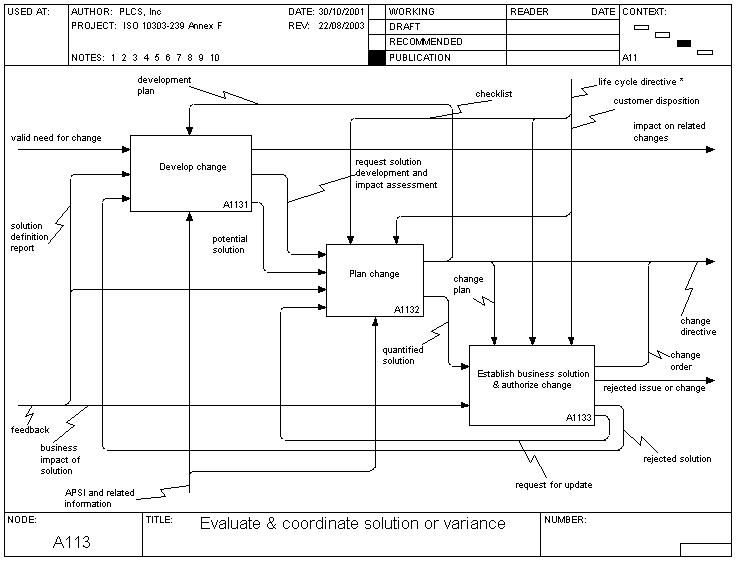 USED AT:
AUTHOR: PLCS, Inc
DATE: 30/10/2001
PROJECT: ISO 10303-239 Annex F
REV: 22/08/2003
NOTES: 1 2 3 4 5 6 7 8 9 10
WORKING
DRAFT
RECOMMENDED
PUBLICATION
READER
DATE
CONTEXT:
A11
development
plan
checklist
life cycle directive *
customer disposition
valid need for change
impact on related
changes
Develop change
A1131
request solution
development and
impact assessment
solution
definition
report
potential
solution
Plan change
A1132
change
plan
change
directive
quantified
solution
change
order
Establish business solution
& authorize change
A1133
rejected issue or change
feedback
business
impact of
solution
rejected solution
request for update
APSI and related
information
NODE:
A113
TITLE:
Evaluate & coordinate solution or variance
NUMBER: